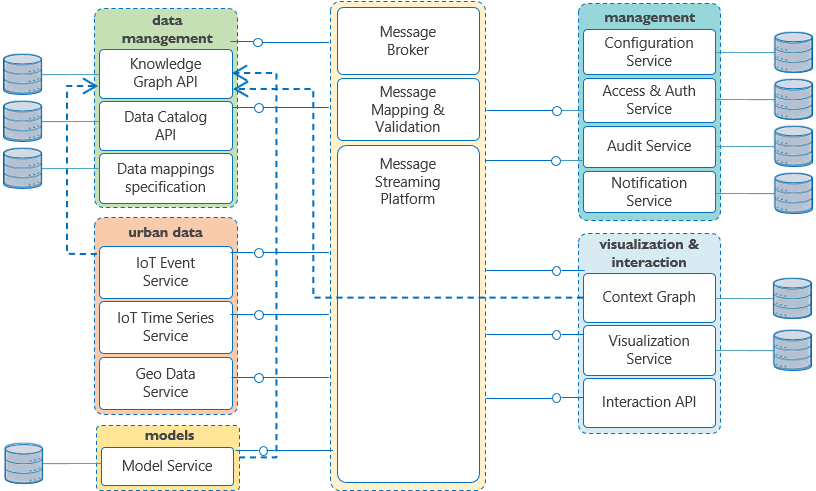 data
management
Knowledge
Graph API
Data Catalog
API
Data mappings
specification
urban data
IoT Event
Service
IoT Time Series
Service
Geo Data
Service
models
Model Service
Message
Broker
Message
Mapping &
Validation
Message
Streaming
Platform
management
Configuration
Service
Access & Auth
Service
Audit Service
Notification
Service
visualization &
interaction
Context Graph
Visualization
Service
Interaction API